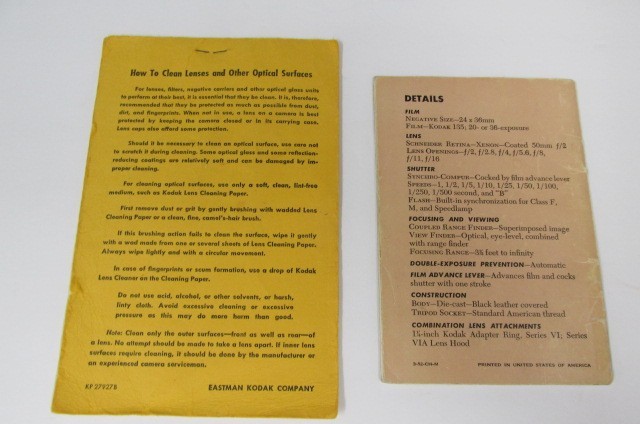 How To Clean Lenses and Other Optical Surfaces
For lenses, filters, negative carriers and other optical glass units
to perform at their best, it is essential that they be clean. It is, therefore,
recommended that they be protected as much as possible from dust,
dirt, and fingerprints. When not in use, a lens on a camera is best
protected by keeping the camera closed or in its carrying case.
Lens caps also afford some protection.
Should it be necessary to clean an optical surface, use care not
to scratch it during cleaning. Some optical glass and some reflection-
reducing coatings are relatively soft and can be damaged by im-
proper cleaning.
For cleaning optical surfaces, use only a soft, clean, lint-free
medium, such as Kodak Lens Cleaning Paper.
First remove dust or grit by gently brushing with wadded Lens
Cleaning Paper or a clean, fine, camel's-hair brush.
If this brushing action fails to clean the surface, wipe it gently
with a wad made from one or several sheets of Lens Cleaning Paper.
Always wipe lightly and with a circular movement.
In case of fingerprints or scum formation, use a drop of Kodak
Lens Cleaner on the Cleaning Paper.
Do not use acid, alcohol, or other solvents, or harsh,
linty cloth. Avoid excessive cleaning or excessive
pressure as this may do more harm than good.
Note: Clean only the outer surfaces—front as well as rear—of
a lens. No attempt should be made to take a lens apart. If inner lens
surfaces require cleaning, it should be done by the manufacturer or
an experienced camera serviceman.
KP 27927B
EASTMAN KODAK COMPANY
DETAILS
FILM
NEGATIVE SIZE—24 x 36mm
FILM—KODAK 135; 20- or 36-exposure
LENS
SCHNEIDER RETINA-XENON—Coated 50mm f/2
LENS OPENINGS—f/2, f/2.8, f/4, f/5.6, f/8,
f/11, f/16
SHUTTER
SYNCHRO-COMPUR—Cocked by film advance lever
SPEEDS—1, 1/2, 1/5, 1/10, 1/25, 1/50, 1/100,
1/250, 1/500 second, and "B"
FLASH—Built-in synchronization for Class F,
M, and Speedlamp
FOCUSING AND VIEWING
COUPLED RANGE FINDER—Superimposed image
VIEW FINDER—Optical, eye-level, combined
with range finder
FOCUSING RANGE—3½ feet to infinity
DOUBLE-EXPOSURE PREVENTION—Automatic
FILM ADVANCE LEVER—Advances film and cocks
shutter with one stroke
CONSTRUCTION
BODY—Die-cast—Black leather covered
TRIPOD SOCKET—Standard American thread
COMBINATION LENS ATTACHMENTS
1¼-inch Kodak Adapter Ring, Series VI; Series
VIA Lens Hood
PRINTED IN UNITED STATES OF AMERICA